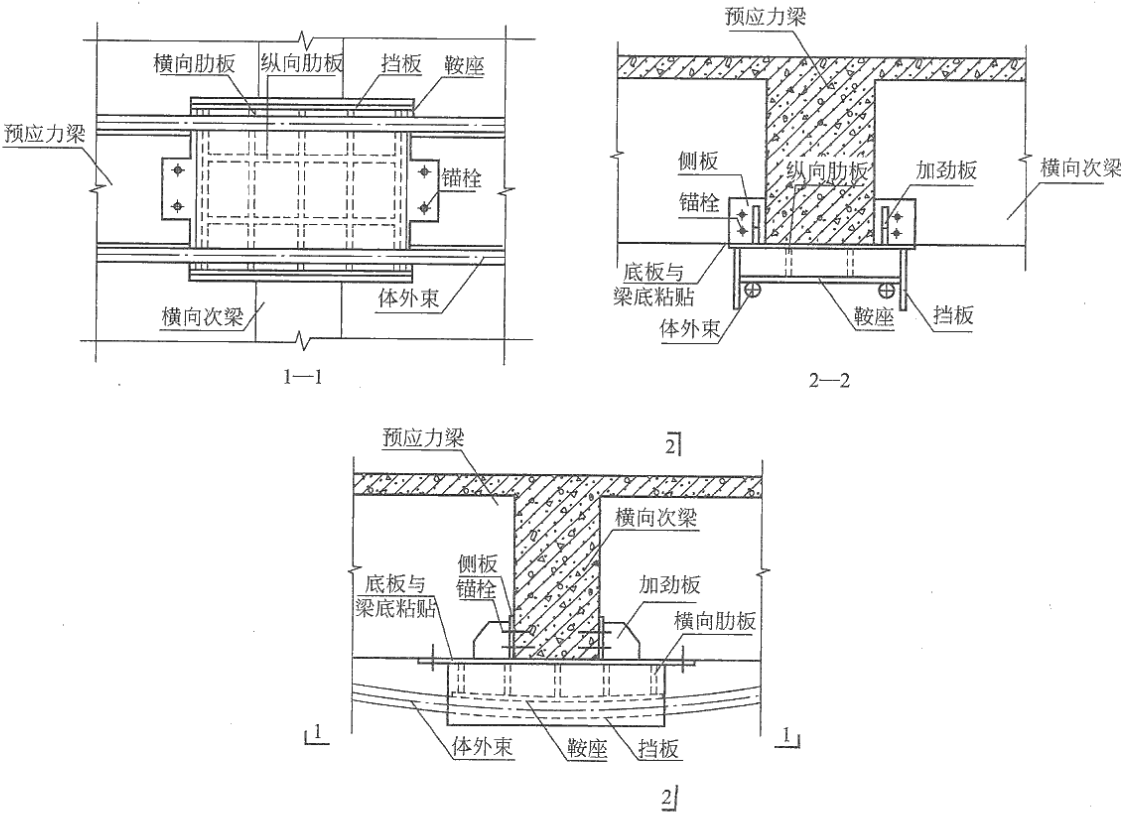 横向肋板
纵向肋板
挡板
鞍座
预应力梁
锚栓
体外束
横向次梁
1—1
预应力梁
侧板
纵向肋板
加劲板
横向次梁
锚栓
底板与
梁底粘贴
体外束
鞍座
挡板
2—2
预应力梁
2
横向次梁
侧板
锚栓
底板与
梁底粘贴
加劲板
横向肋板
1
体外束
鞍座
挡板
1
2